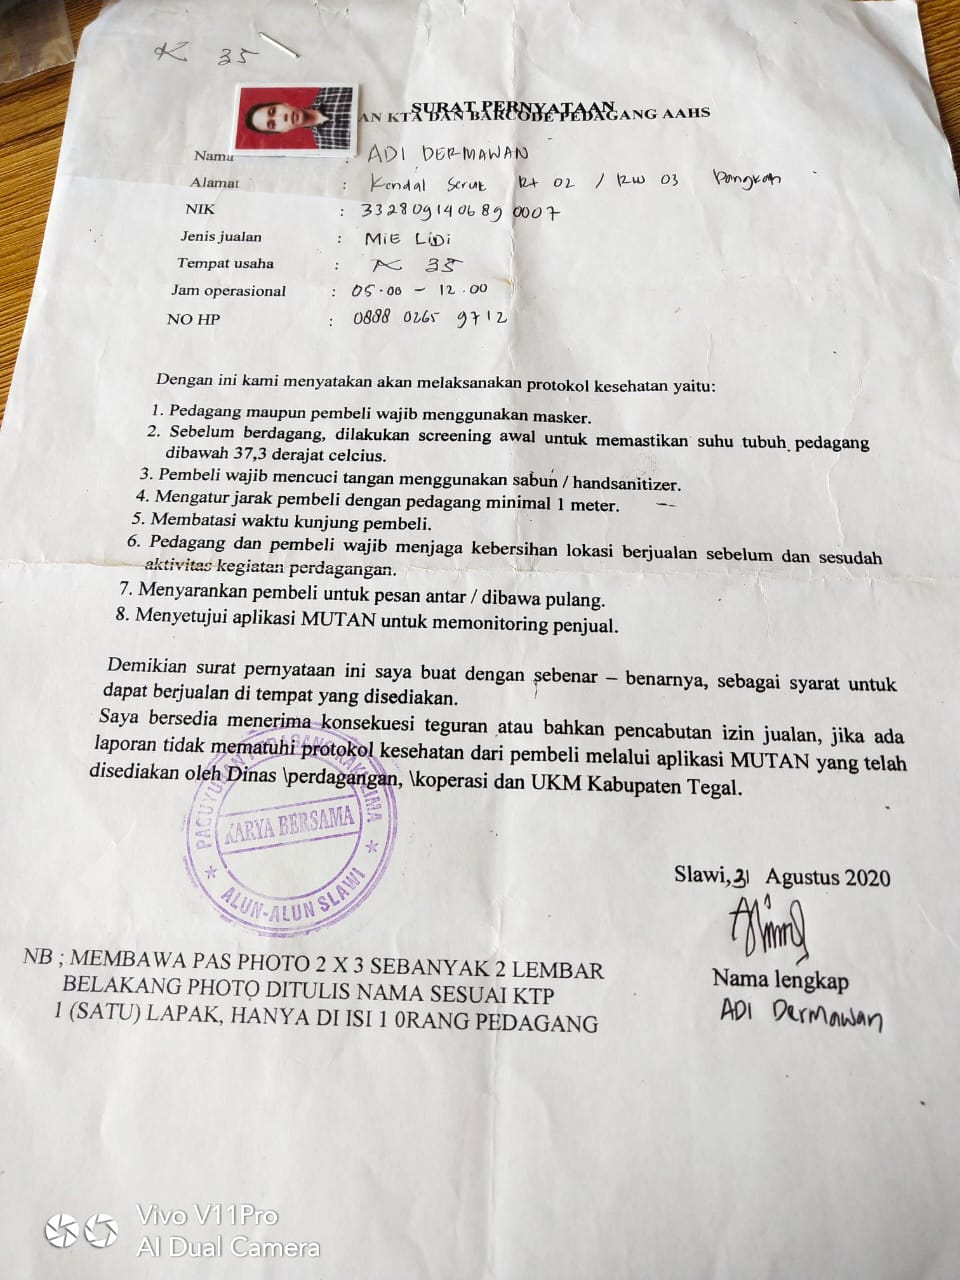 K 35
SURAT PERNYATAAN
AN KTA DAN BARCODE PEDAGANG AAHS
Nama : ADI DERMAWAN
Alamat : Kendal Serut Rt 02 / RW 03 Pangkah
NIK : 3328091406890007
Jenis jualan : MIE LIDI
Tempat usaha : K 35
Jam operasional : 05.00 - 12.00
NO HP : 0888 0265 9712
Dengan ini kami menyatakan akan melaksanakan protokol kesehatan yaitu:
1. Pedagang maupun pembeli wajib menggunakan masker.
2. Sebelum berdagang, dilakukan screening awal untuk memastikan suhu tubuh pedagang
dibawah 37,3 derajat celcius.
3. Pembeli wajib mencuci tangan menggunakan sabun / handsanitizer.
4. Mengatur jarak pembeli dengan pedagang minimal 1 meter.
5. Membatasi waktu kunjung pembeli.
6. Pedagang dan pembeli wajib menjaga kebersihan lokasi berjualan sebelum dan sesudah
aktivitas kegiatan perdagangan.
7. Menyarankan pembeli untuk pesan antar / dibawa pulang.
8. Menyetujui aplikasi MUTAN untuk memonitoring penjual.
Demikian surat pernyataan ini saya buat dengan sebenar – benarnya, sebagai syarat untuk
dapat berjualan di tempat yang disediakan.
Saya bersedia menerima konsekuesi teguran atau bahkan pencabutan izin jualan, jika ada
laporan tidak mematuhi protokol kesehatan dari pembeli melalui aplikasi MUTAN yang telah
disediakan oleh Dinas \perdagangan, \koperasi dan UKM Kabupaten Tegal.
PAGUYUBAN PEDAGANG KAKI LIMA
KARYA BERSAMA
ALUN-ALUN SLAWI
Slawi, 31 Agustus 2020
Nama lengkap
ADI Dermawan
NB ; MEMBAWA PAS PHOTO 2 X 3 SEBANYAK 2 LEMBAR
BELAKANG PHOTO DITULIS NAMA SESUAI KTP
1 (SATU) LAPAK, HANYA DI ISI 1 0RANG PEDAGANG
Vivo V11Pro
AI Dual Camera